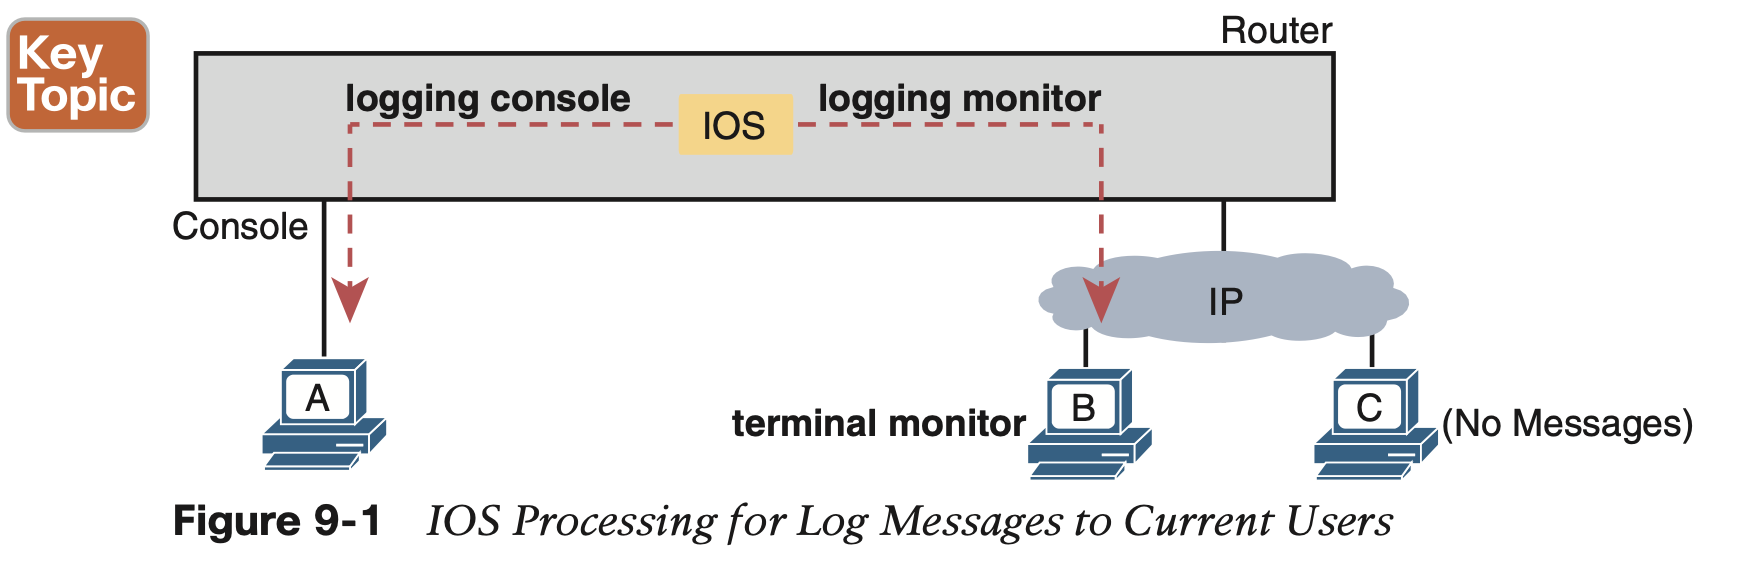 Key
Topic
Router
logging console
IOS
logging monitor
Console
IP
A
terminal monitor
B
C
(No Messages)
Figure 9-1 IOS Processing for Log Messages to Current Users